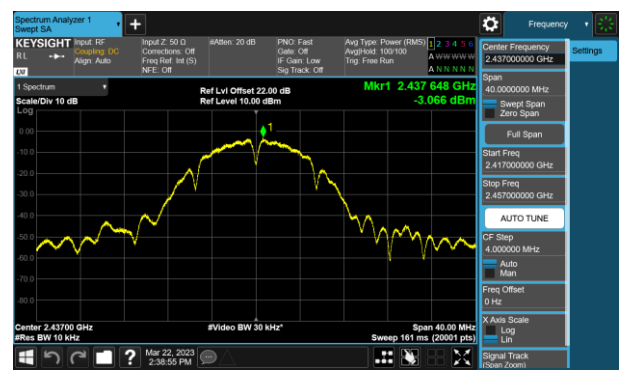 Spectrum Analyzer 1
Swept SA
Frequency
KEYSIGHT
Input: RF
Coupling: DC
Align: Auto
Input Z: 50 Ω
Corrections: Off
Freq Ref: Int (S)
NFE: Off
#Atten: 20 dB
PNO: Fast
Gate: Off
IF Gain: Low
Sig Track: Off
Avg Type: Power (RMS)
Avg|Hold: 100/100
Trig: Free Run
1 2 3 4 5 6
A W W W W W
A N N N N N
RL
LXI
1 Spectrum
Scale/Div 10 dB
Log
Ref Lvl Offset 22.00 dB
Ref Level 10.00 dBm
Mkr1 2.437 648 GHz
-3.066 dBm
1
0.00
-10.0
-20.0
-30.0
-40.0
-50.0
-60.0
-70.0
-80.0
Center 2.43700 GHz
#Res BW 10 kHz
#Video BW 30 kHz*
Span 40.00 MHz
Sweep 161 ms (20001 pts)
Center Frequency
2.437000000 GHz
Settings
Span
40.0000000 MHz
Swept Span
Zero Span
Full Span
Start Freq
2.417000000 GHz
Stop Freq
2.457000000 GHz
AUTO TUNE
CF Step
4.000000 MHz
Auto
Man
Freq Offset
0 Hz
X Axis Scale
Log
Lin
Signal Track
(Span Zoom)
?
Mar 22, 2023
2:38:55 PM